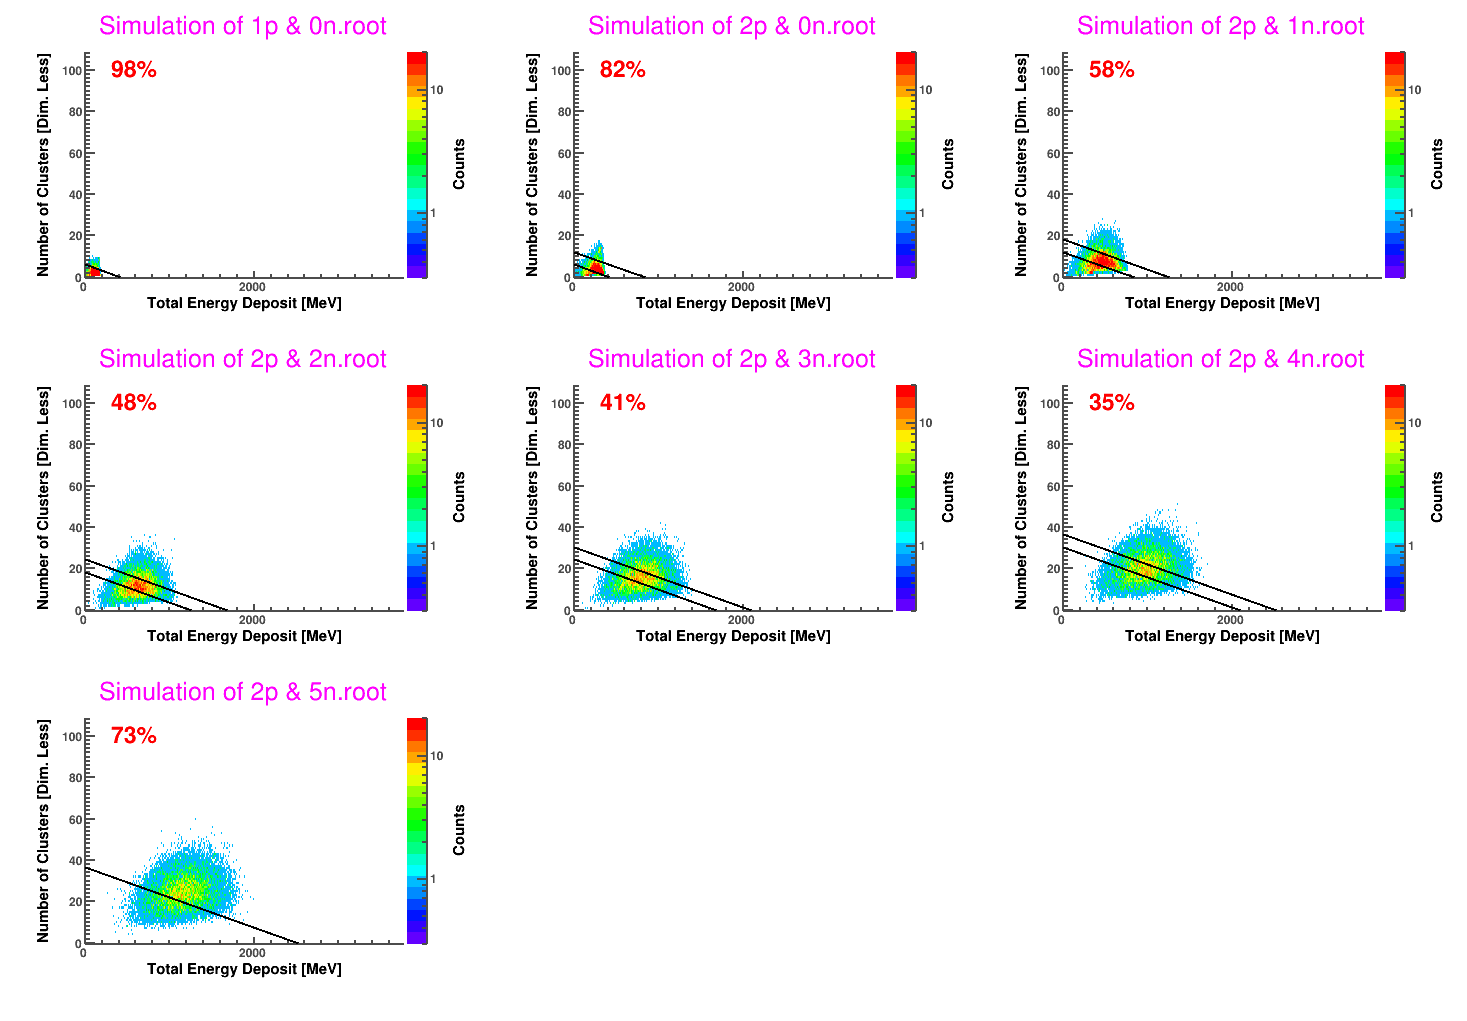 Simulation of 1p & 0n.root
98%
Number of Clusters [Dim. Less]
100
80
60
40
20
0
0
2000
Total Energy Deposit [MeV]
10
1
Counts
Simulation of 2p & 0n.root
82%
Number of Clusters [Dim. Less]
100
80
60
40
20
0
0
2000
Total Energy Deposit [MeV]
10
1
Counts
Simulation of 2p & 1n.root
58%
Number of Clusters [Dim. Less]
100
80
60
40
20
0
0
2000
Total Energy Deposit [MeV]
10
1
Counts
Simulation of 2p & 2n.root
48%
Number of Clusters [Dim. Less]
100
80
60
40
20
0
0
2000
Total Energy Deposit [MeV]
10
1
Counts
Simulation of 2p & 3n.root
41%
Number of Clusters [Dim. Less]
100
80
60
40
20
0
0
2000
Total Energy Deposit [MeV]
10
1
Counts
Simulation of 2p & 4n.root
35%
Number of Clusters [Dim. Less]
100
80
60
40
20
0
0
2000
Total Energy Deposit [MeV]
10
1
Counts
Simulation of 2p & 5n.root
73%
Number of Clusters [Dim. Less]
100
80
60
40
20
0
0
2000
Total Energy Deposit [MeV]
10
1
Counts